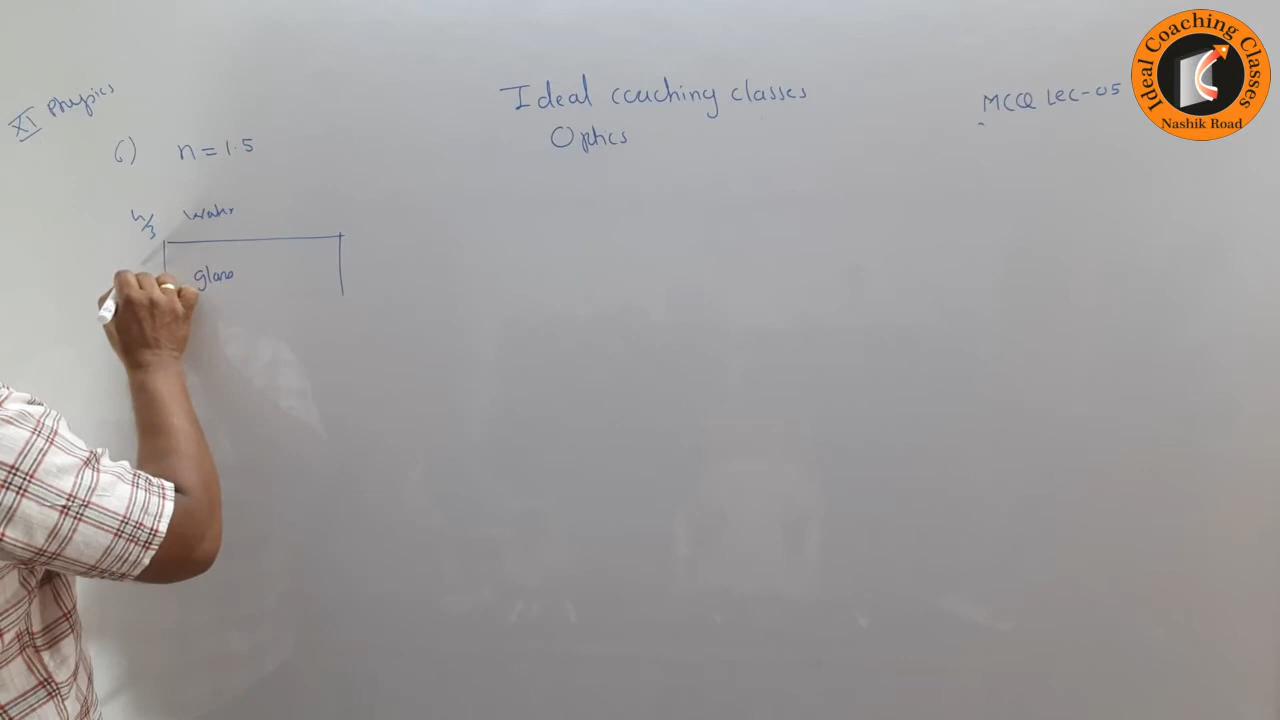 XI Physics
Ideal couching classes
MCQ Lec-05
Optics
6) n = 1.5
4/3 water
glass
Ideal Coaching Classes
Nashik Road